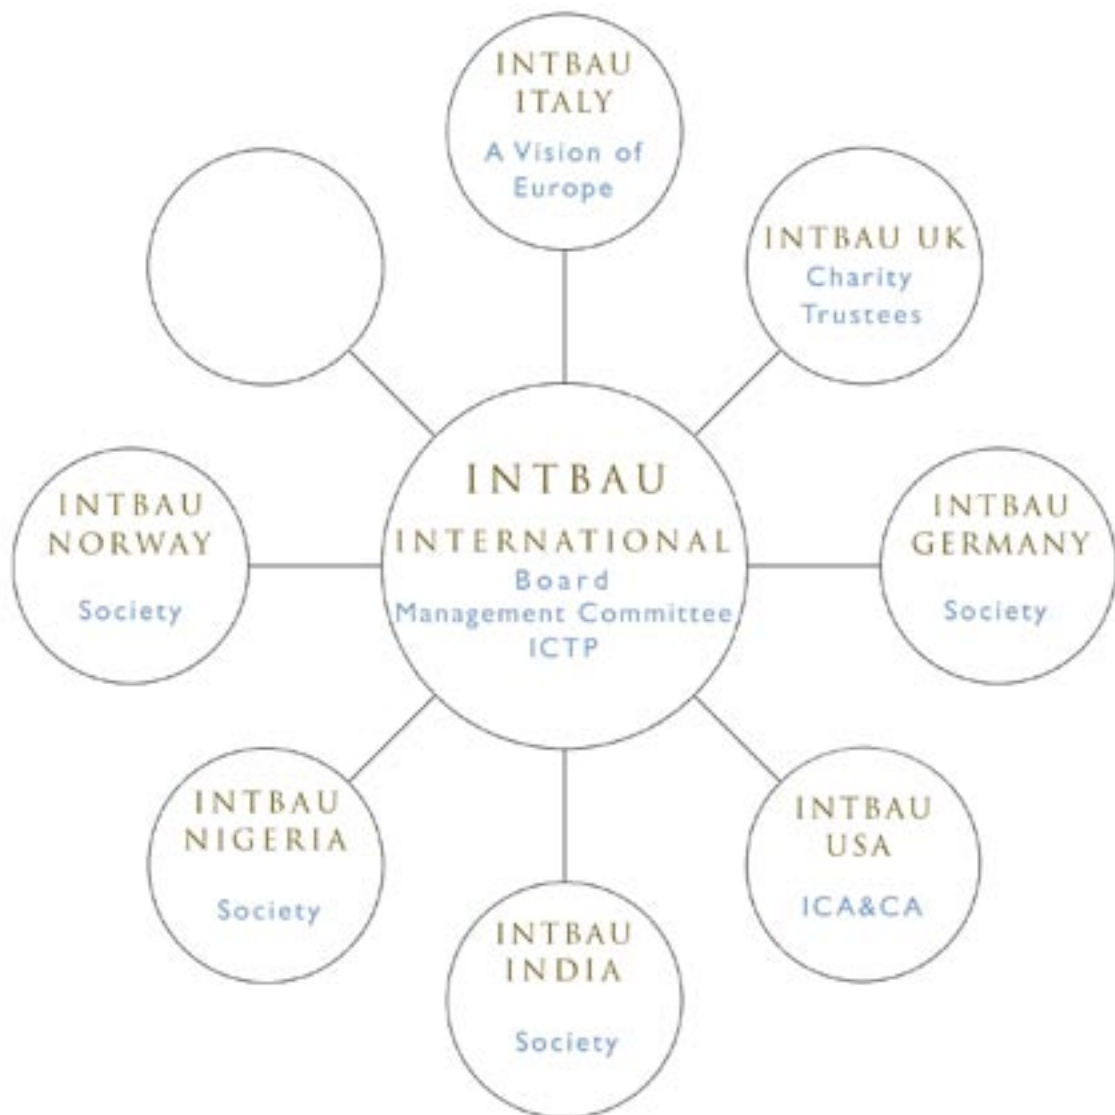 INTBAU
ITALY
A Vision of
Europe
INTBAU UK
Charity
Trustees
INTBAU
NORWAY
Society
INTBAU
INTERNATIONAL
Board
Management Committee
ICTP
INTBAU
GERMANY
Society
INTBAU
NIGERIA
Society
INTBAU
INDIA
Society
INTBAU
USA
ICA&CA